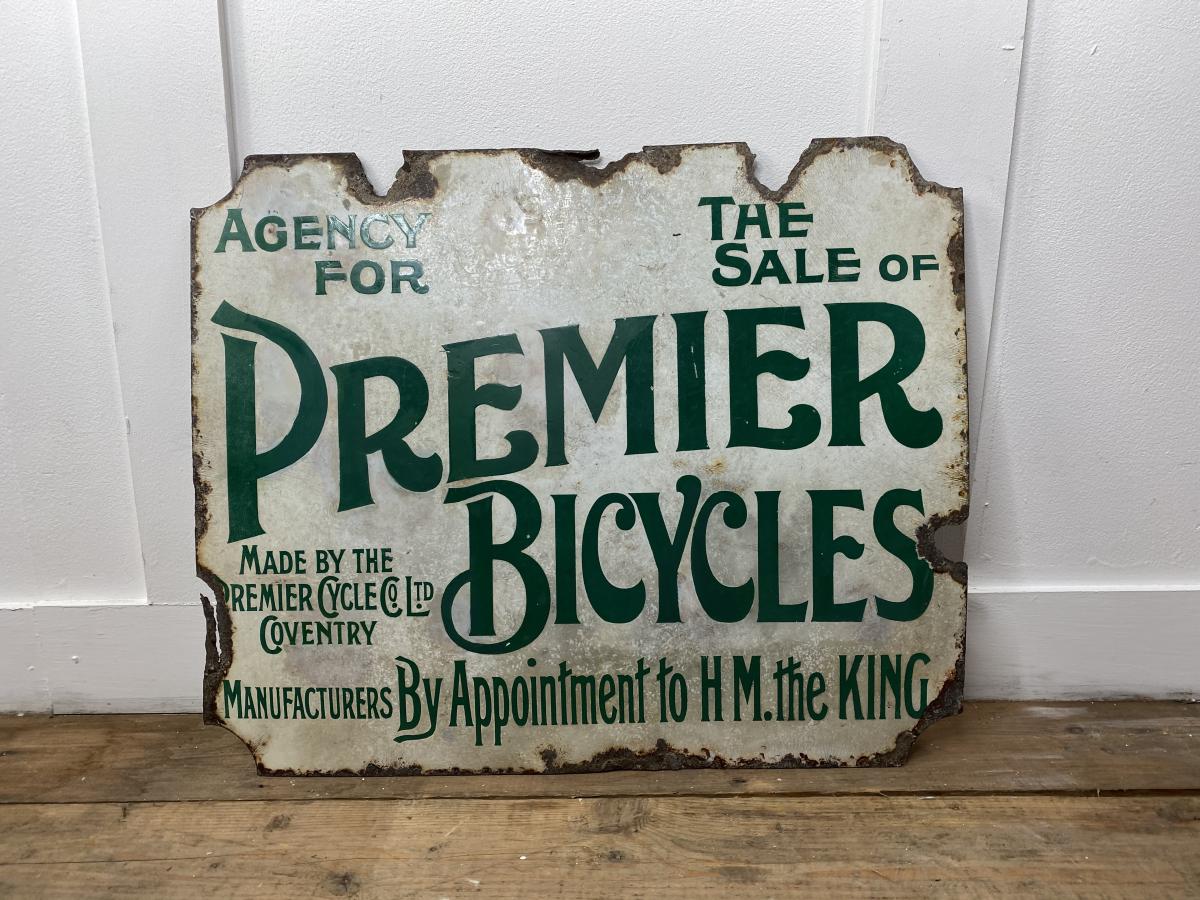 AGENCY FOR
THE SALE OF
PREMIER
BICYCLES
MADE BY THE
PREMIER CYCLE Co. LTD
COVENTRY
MANUFACTURERS By Appointment to H M. the KING